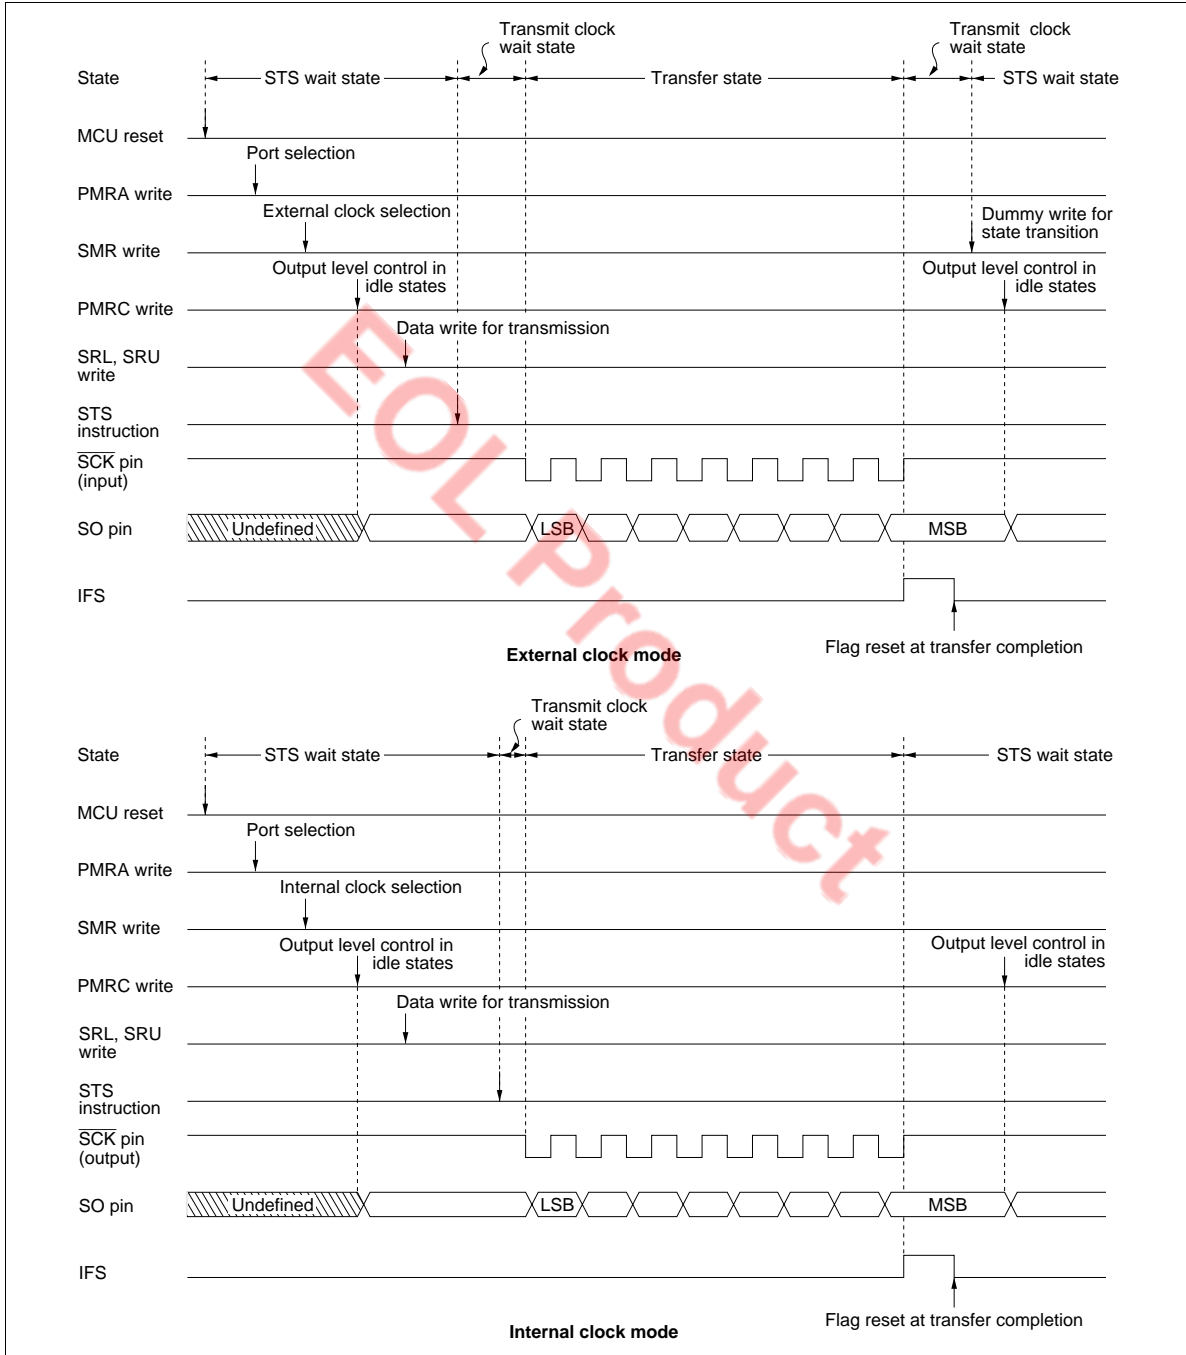 Transmit clock
wait state
Transmit clock
wait state
State
STS wait state
Transfer state
STS wait state
MCU reset
Port selection
PMRA write
External clock selection
Dummy write for
state transition
SMR write
Output level control in
idle states
Output level control in
idle states
PMRC write
Data write for transmission
SRL, SRU
write
STS
instruction
SCK pin
(input)
SO pin
Undefined
LSB
MSB
IFS
Flag reset at transfer completion
External clock mode
Transmit clock
wait state
State
STS wait state
Transfer state
STS wait state
MCU reset
Port selection
PMRA write
Internal clock selection
SMR write
Output level control in
idle states
Output level control in
idle states
PMRC write
Data write for transmission
SRL, SRU
write
STS
instruction
SCK pin
(output)
SO pin
Undefined
LSB
MSB
IFS
Flag reset at transfer completion
Internal clock mode
EOL Product